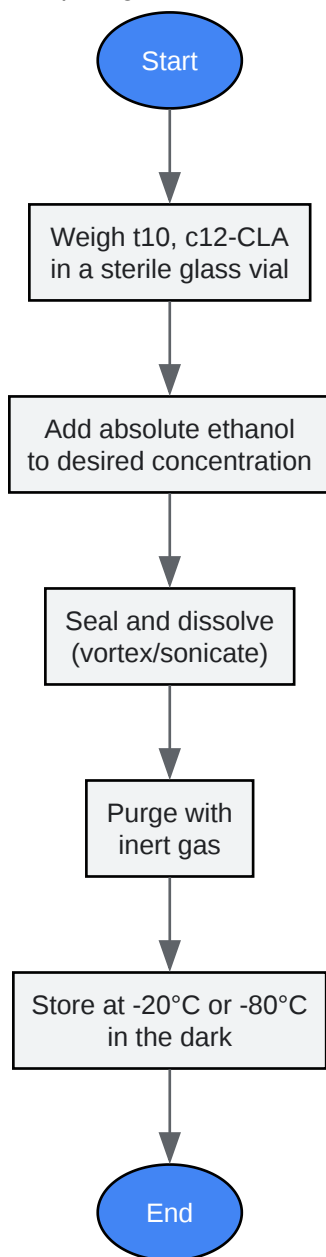 Start
Weigh t10, c12-CLA
in a sterile glass vial
Add absolute ethanol
to desired concentration
Seal and dissolve
(vortex/sonicate)
Purge with
inert gas
Store at -20°C or -80°C
in the dark
End